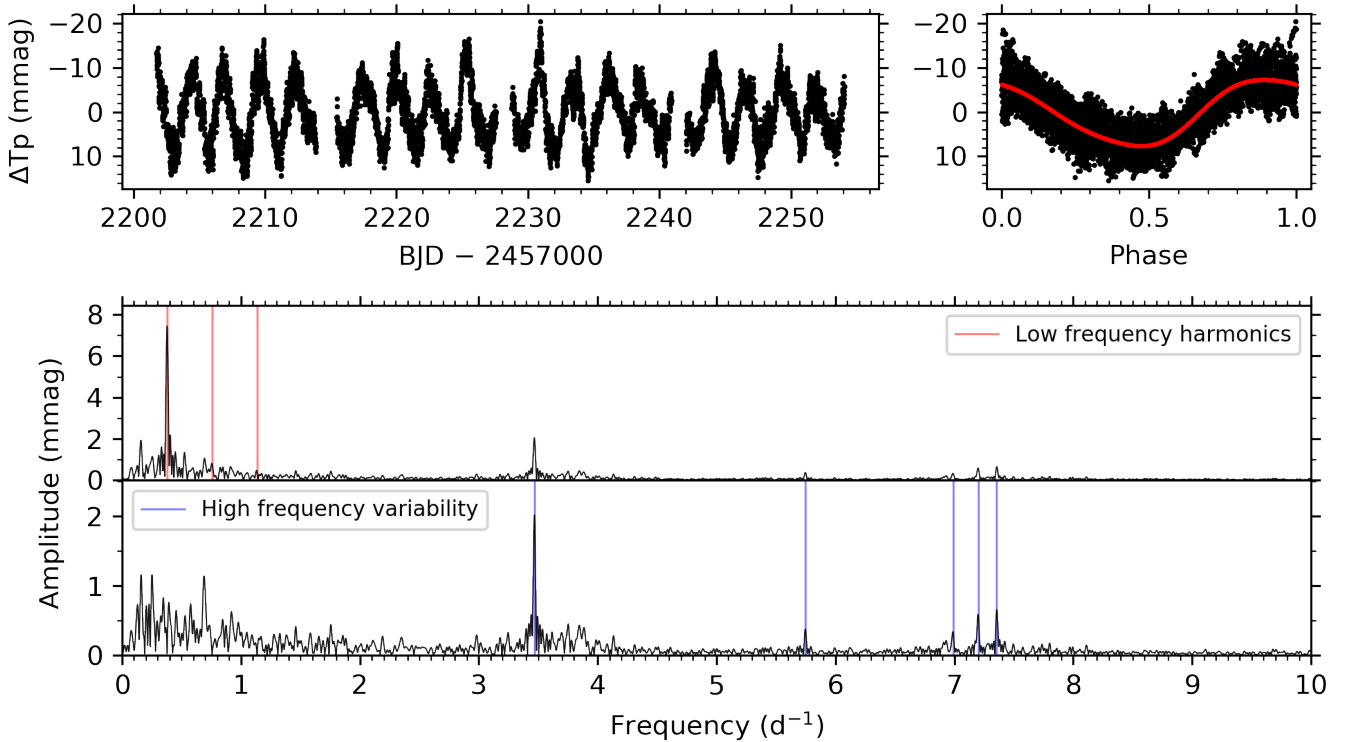 ΔTp (mmag)
−20
−10
0
10
2200 2210 2220 2230 2240 2250
BJD − 2457000
−20
−10
0
10
0.0 0.5 1.0
Phase
Amplitude (mmag)
8
6
4
2
0
Low frequency harmonics
High frequency variability
2
1
0
0 1 2 3 4 5 6 7 8 9 10
Frequency (d⁻¹)